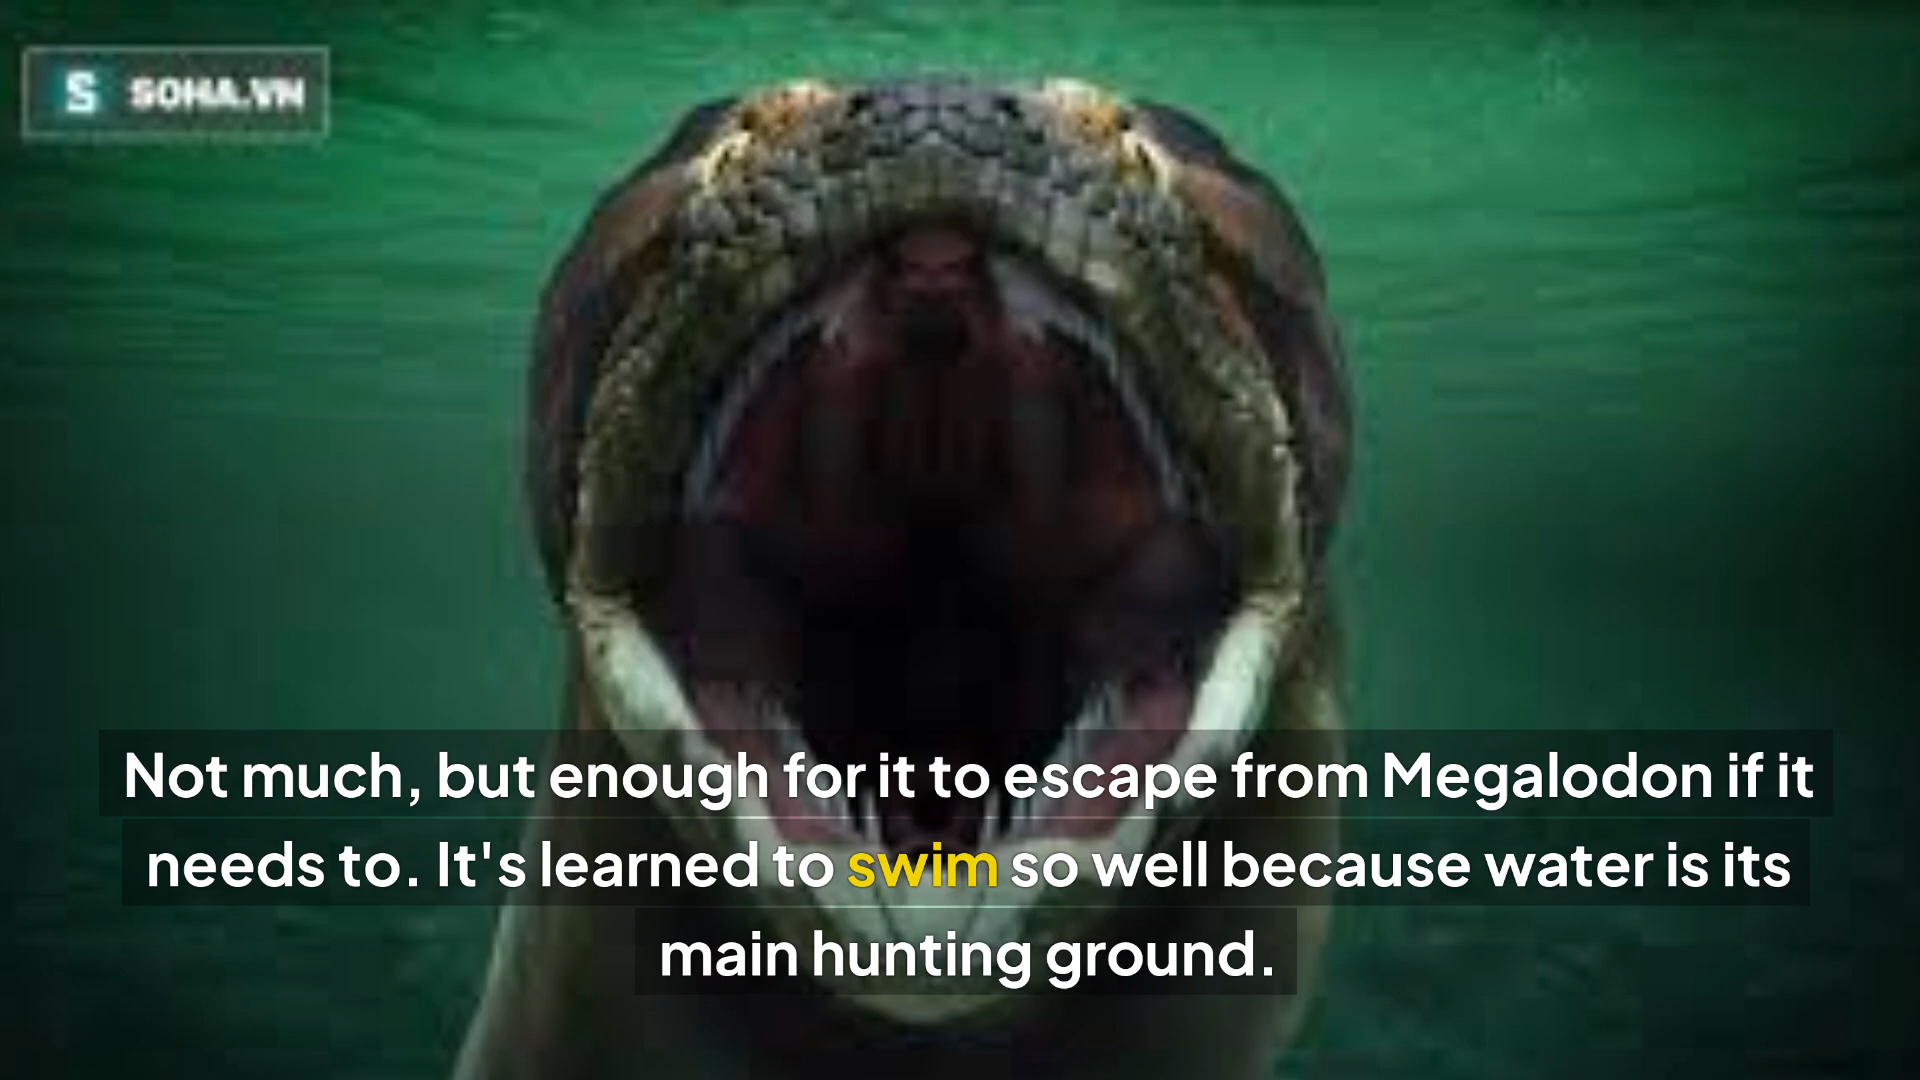 S SOHA.VN
Not much, but enough for it to escape from Megalodon if it
needs to. It's learned to swim so well because water is its
main hunting ground.